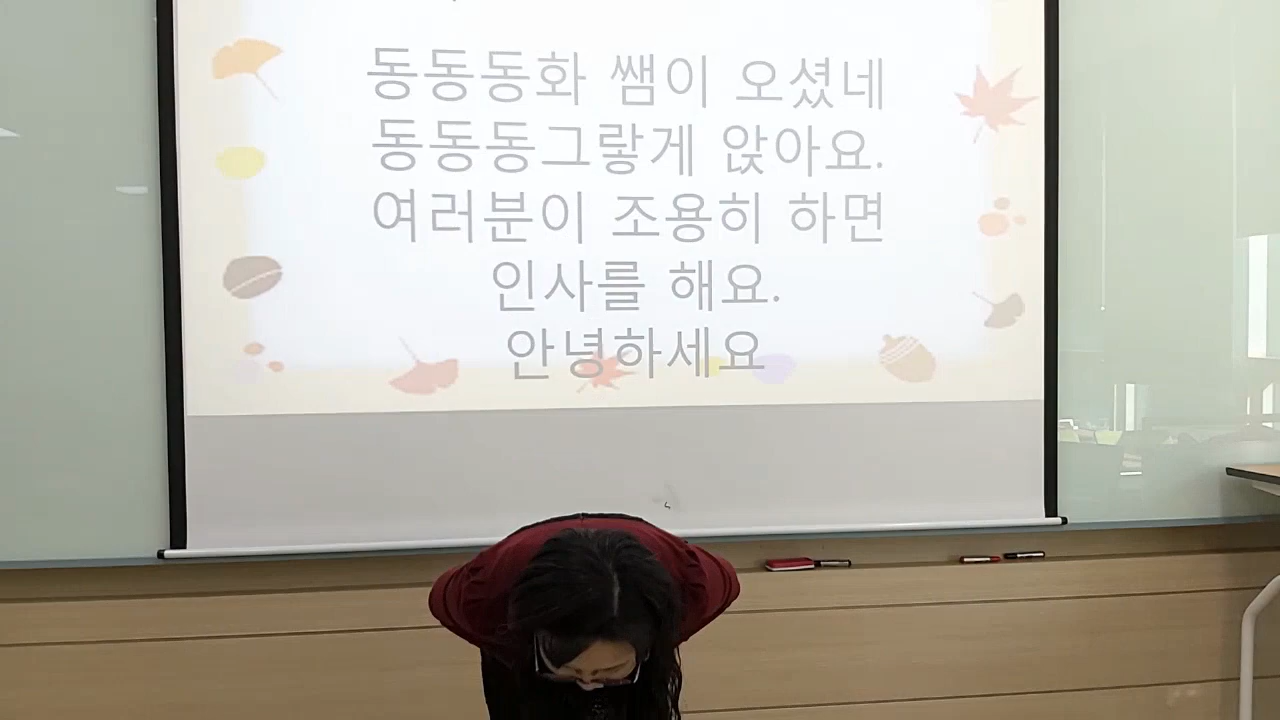 동동동화 쌤이 오셨네
동동동그랗게 앉아요.
여러분이 조용히 하면
인사를 해요.
안녕하세요